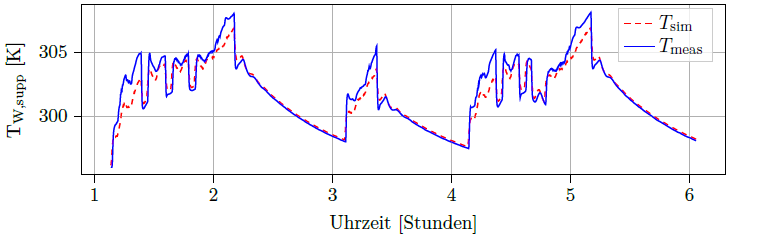 T_sim
T_meas
T_W,supp [K]
305
300
1 2 3 4 5 6
Uhrzeit [Stunden]